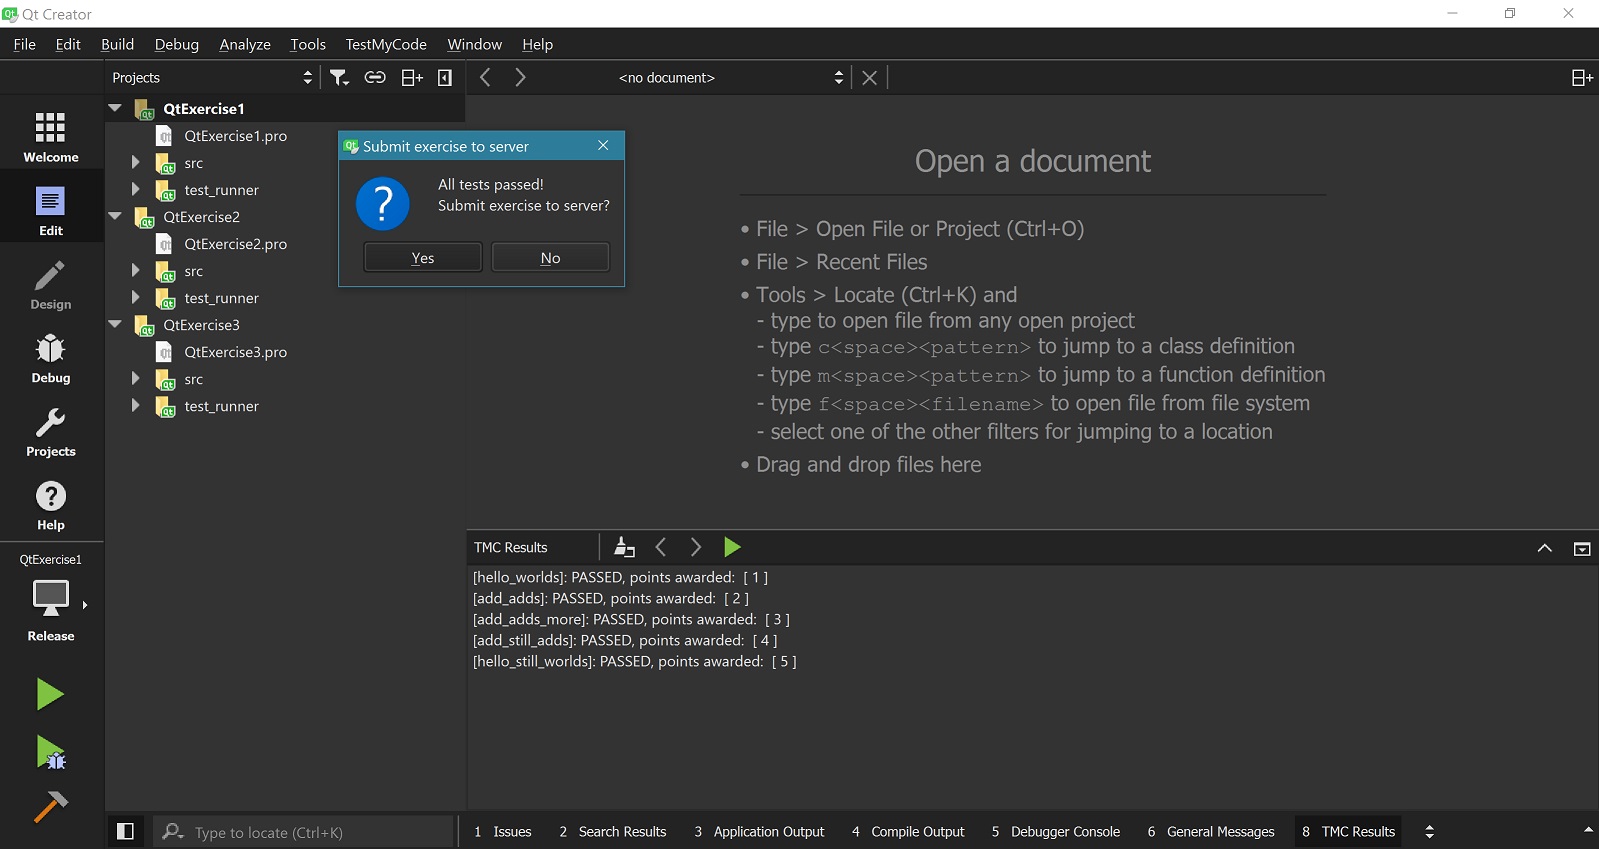 Qt Creator
File Edit Build Debug Analyze Tools TestMyCode Window Help
Projects
<no document>
Welcome
Edit
Design
Debug
Projects
Help
QtExercise1
Release
QtExercise1
QtExercise1.pro
src
test_runner
QtExercise2
QtExercise2.pro
src
test_runner
QtExercise3
QtExercise3.pro
src
test_runner
Submit exercise to server
All tests passed!
Submit exercise to server?
Yes No
Open a document
• File > Open File or Project (Ctrl+O)
• File > Recent Files
• Tools > Locate (Ctrl+K) and
- type to open file from any open project
- type c<space><pattern> to jump to a class definition
- type m<space><pattern> to jump to a function definition
- type f<space><filename> to open file from file system
- select one of the other filters for jumping to a location
• Drag and drop files here
TMC Results
[hello_worlds]: PASSED, points awarded: [ 1 ]
[add_adds]: PASSED, points awarded: [ 2 ]
[add_adds_more]: PASSED, points awarded: [ 3 ]
[add_still_adds]: PASSED, points awarded: [ 4 ]
[hello_still_worlds]: PASSED, points awarded: [ 5 ]
Type to locate (Ctrl+K)
1 Issues 2 Search Results 3 Application Output 4 Compile Output 5 Debugger Console 6 General Messages 8 TMC Results